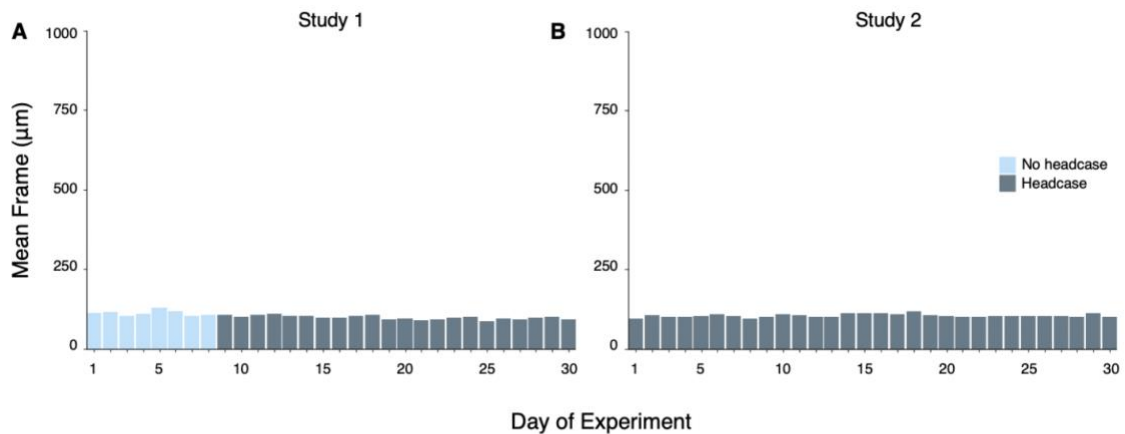 A
Study 1
B
Study 2
Mean Frame (μm)
1000
750
500
250
0
1 5 10 15 20 25 30
1000
750
500
250
0
1 5 10 15 20 25 30
No headcase
Headcase
Day of Experiment